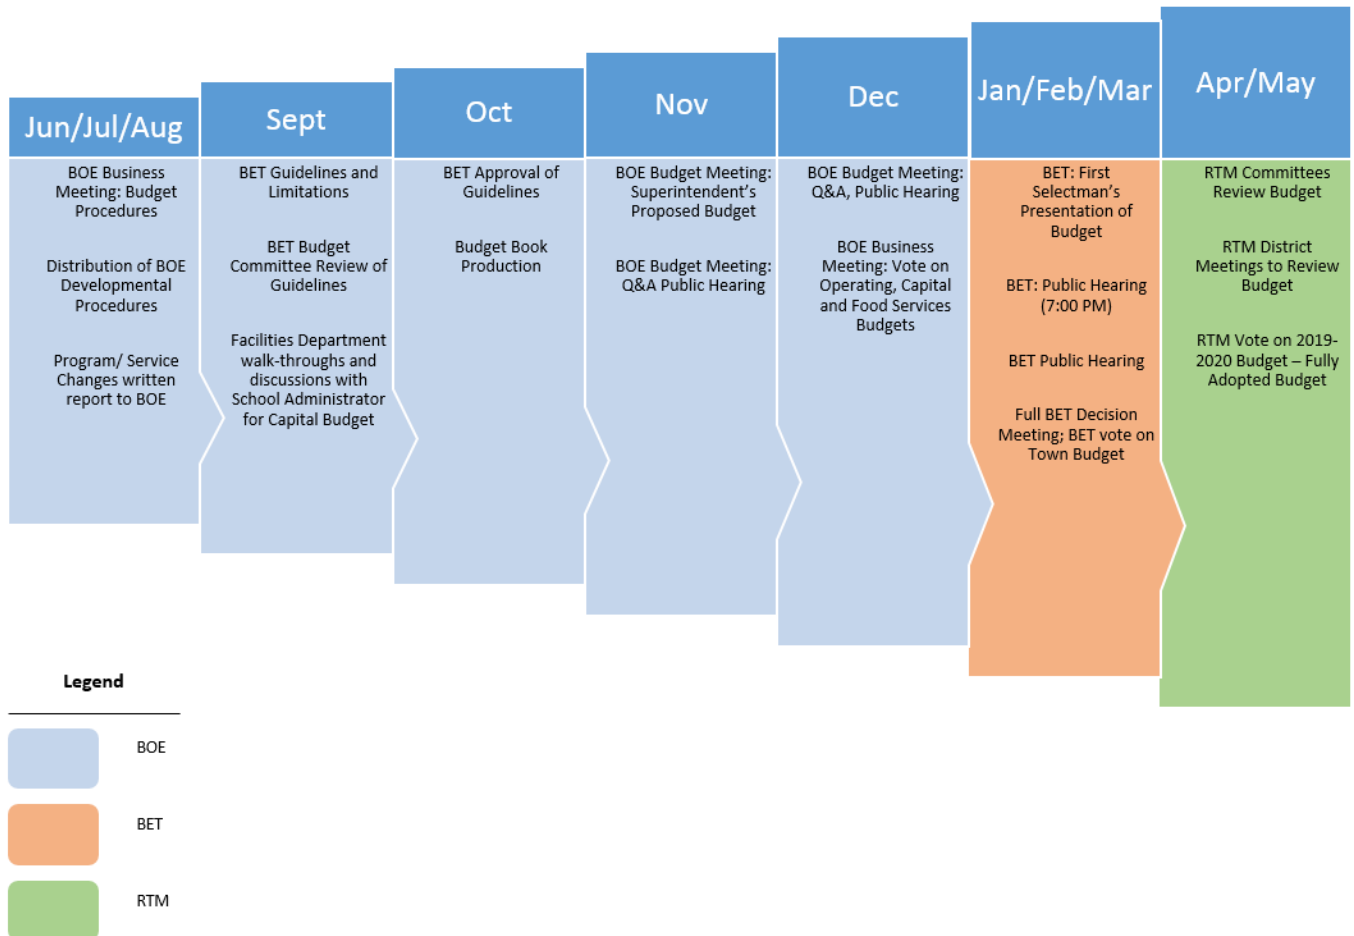 Jun/Jul/Aug
BOE Business
Meeting: Budget
Procedures
Distribution of BOE
Developmental
Procedures
Program/ Service
Changes written
report to BOE
Sept
BET Guidelines and
Limitations
BET Budget
Committee Review of
Guidelines
Facilities Department
walk-throughs and
discussions with
School Administrator
for Capital Budget
Oct
BET Approval of
Guidelines
Budget Book
Production
Nov
BOE Budget Meeting:
Superintendent’s
Proposed Budget
BOE Budget Meeting:
Q&A Public Hearing
Dec
BOE Budget Meeting:
Q&A, Public Hearing
BOE Business
Meeting: Vote on
Operating, Capital
and Food Services
Budgets
Jan/Feb/Mar
BET: First
Selectman’s
Presentation of
Budget
BET: Public Hearing
(7:00 PM)
BET Public Hearing
Full BET Decision
Meeting; BET vote on
Town Budget
Apr/May
RTM Committees
Review Budget
RTM District
Meetings to Review
Budget
RTM Vote on 2019-
2020 Budget – Fully
Adopted Budget
Legend
BOE
BET
RTM